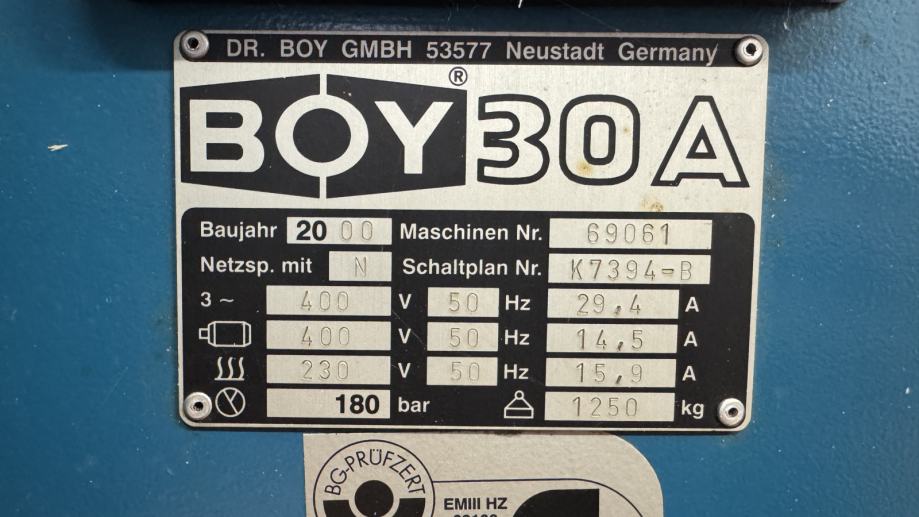 DR. BOY GMBH 53577 Neustadt Germany
BOY® 30 A
Baujahr 2000 Maschinen Nr. 69061
Netzsp. mit N Schaltplan Nr. K7394-B
3 ~ 400 V 50 Hz 29,4 A
400 V 50 Hz 14,5 A
230 V 50 Hz 15,9 A
180 bar 1250 kg
BG-PRÜFZERT
EMIII HZ